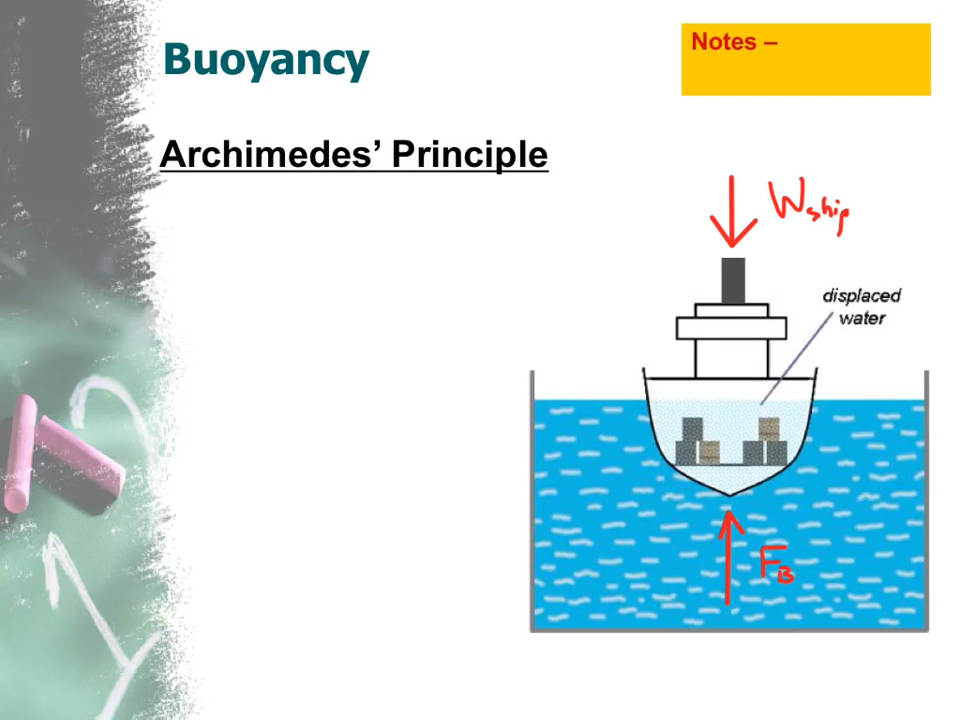 Buoyancy
Notes –
Archimedes’ Principle
Wship
displaced
water
FB